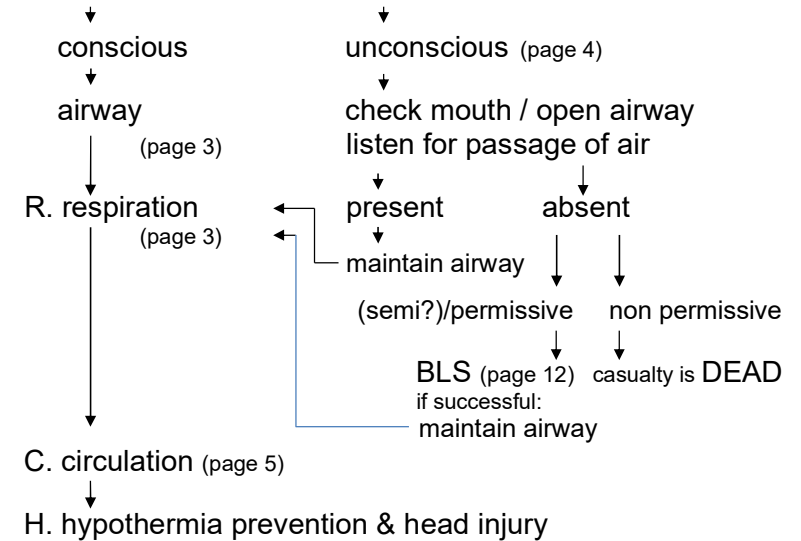 conscious
unconscious (page 4)
airway
check mouth / open airway
(page 3)
listen for passage of air
R. respiration
present
absent
(page 3)
maintain airway
(semi?)/permissive
non permissive
BLS (page 12)
casualty is DEAD
if successful:
maintain airway
C. circulation (page 5)
H. hypothermia prevention & head injury